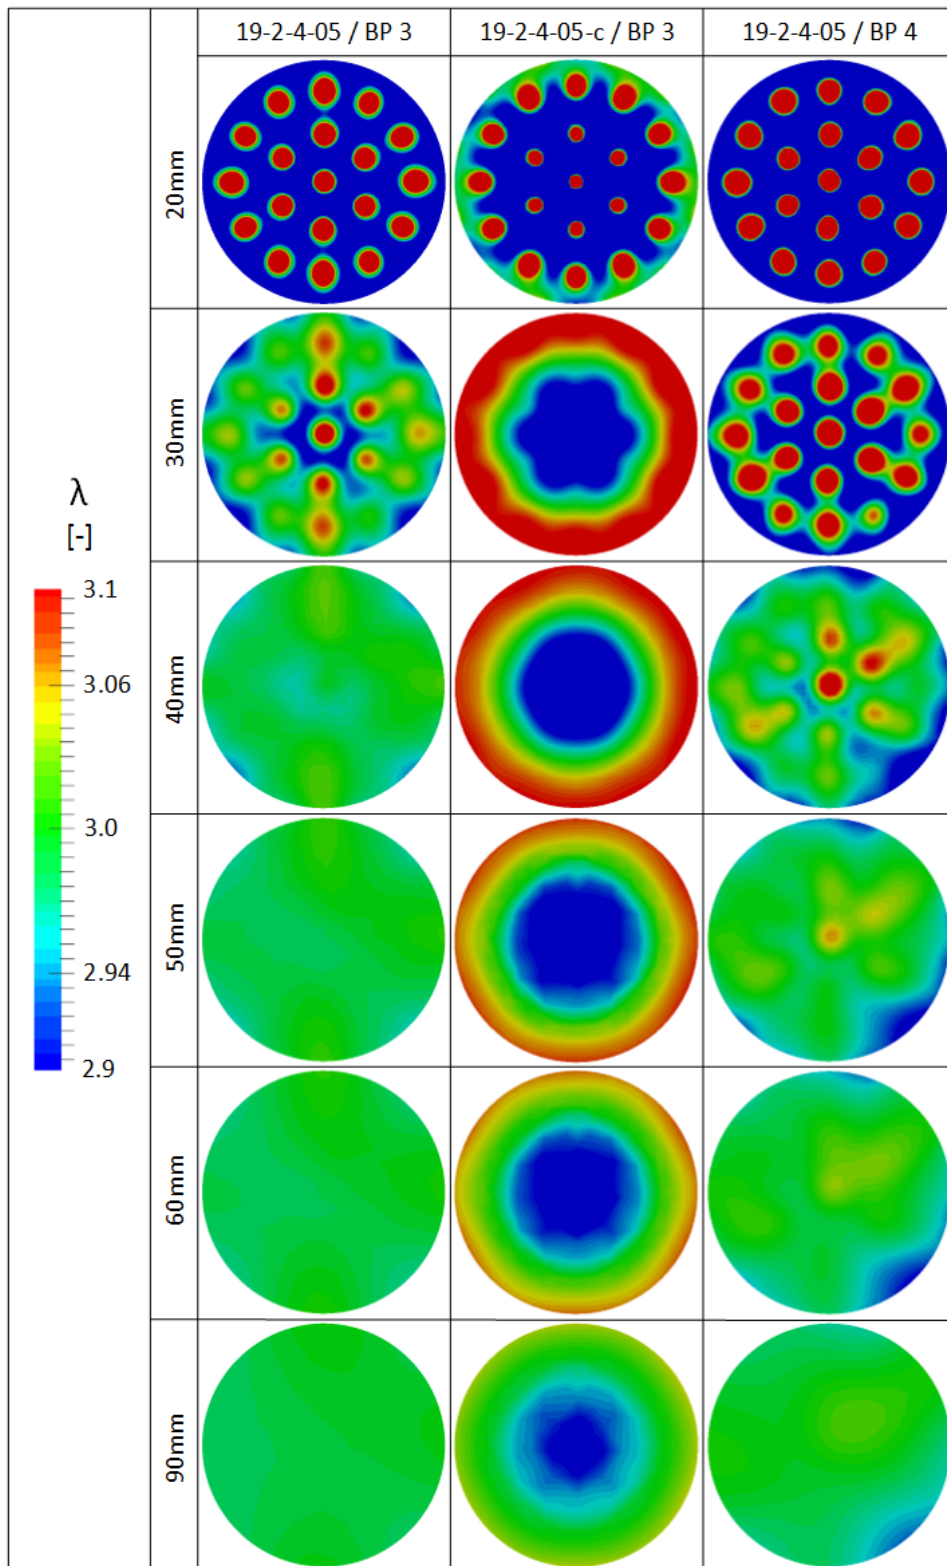 19-2-4-05 / BP 3
19-2-4-05-c / BP 3
19-2-4-05 / BP 4
20mm
30mm
λ
[-]
3.1
3.06
3.0
2.94
2.9
40mm
50mm
60mm
90mm